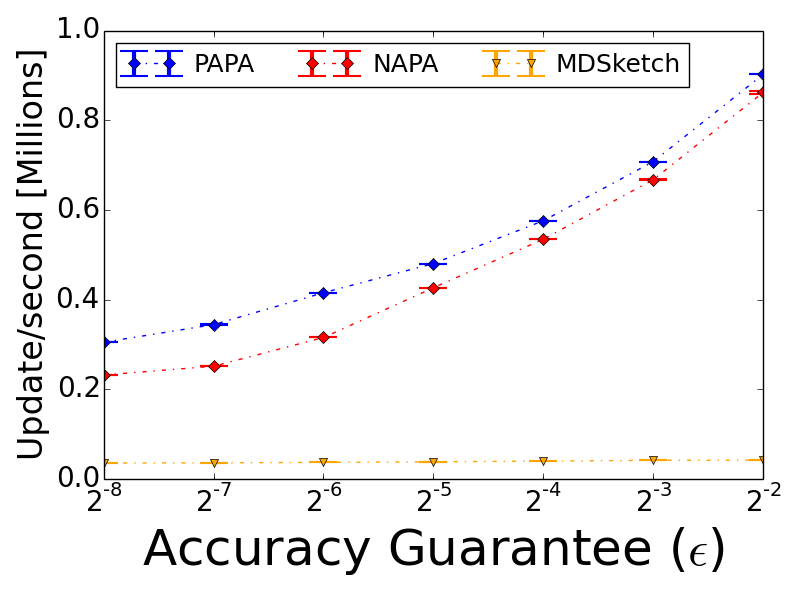 PAPA NAPA MDSketch
Update/second [Millions]
1.0
0.8
0.6
0.4
0.2
0.0
2^-8 2^-7 2^-6 2^-5 2^-4 2^-3 2^-2
Accuracy Guarantee (ϵ)